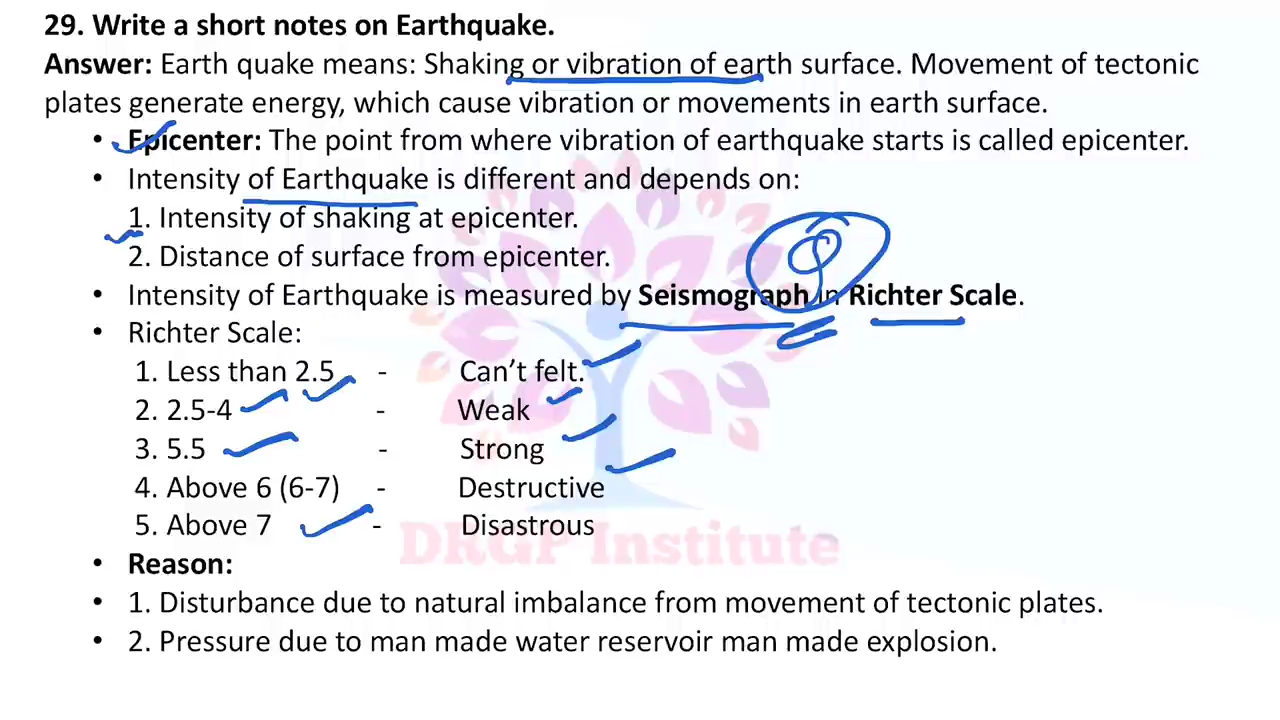 29. Write a short notes on Earthquake.
Answer: Earth quake means: Shaking or vibration of earth surface. Movement of tectonic
plates generate energy, which cause vibration or movements in earth surface.
• Epicenter: The point from where vibration of earthquake starts is called epicenter.
• Intensity of Earthquake is different and depends on:
1. Intensity of shaking at epicenter.
2. Distance of surface from epicenter.
• Intensity of Earthquake is measured by Seismograph in Richter Scale.
• Richter Scale:
1. Less than 2.5 - Can't felt.
2. 2.5-4 - Weak
3. 5.5 - Strong
4. Above 6 (6-7) - Destructive
5. Above 7 - Disastrous
DRGP Institute
• Reason:
• 1. Disturbance due to natural imbalance from movement of tectonic plates.
• 2. Pressure due to man made water reservoir man made explosion.